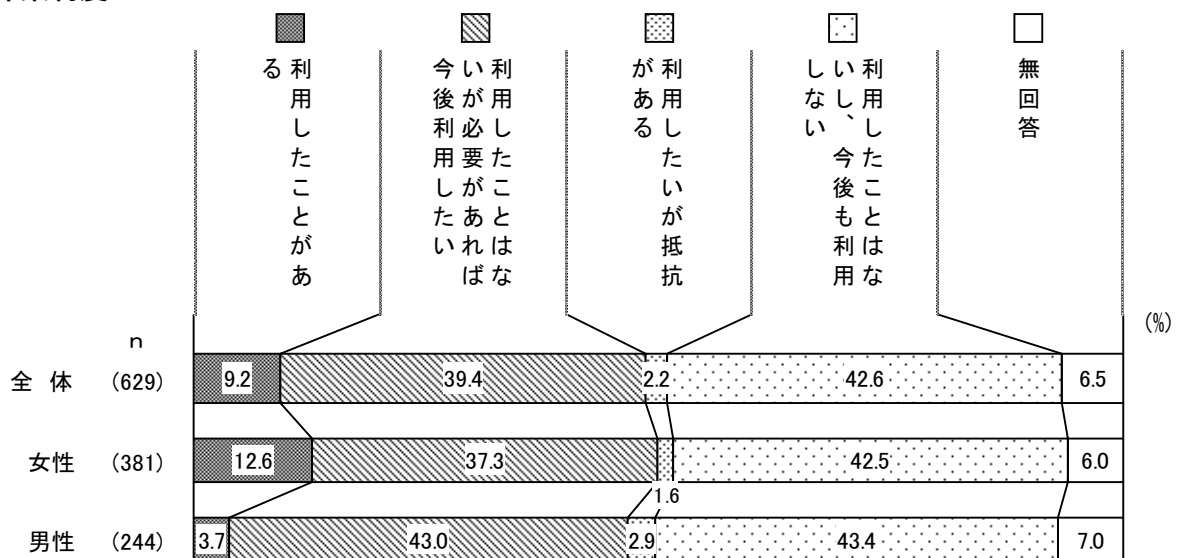 利用したことがあ
る
利用したことはな
いが必要があれば
今後利用したい
利用したいが抵抗
がある
利用したことはな
いし、今後も利用
しない
無回答
(%)
n
全 体 (629) 9.2 39.4 2.2 42.6 6.5
女性 (381) 12.6 37.3 1.6 42.5 6.0
男性 (244) 3.7 43.0 2.9 43.4 7.0